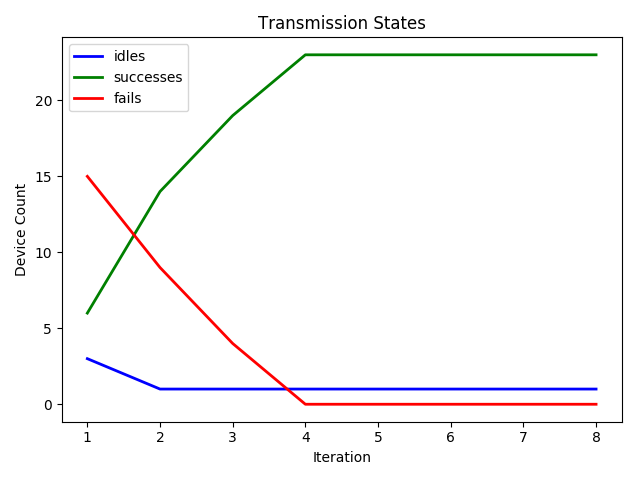 Transmission States
idles
successes
fails
Device Count
20
15
10
5
0
1 2 3 4 5 6 7 8
Iteration